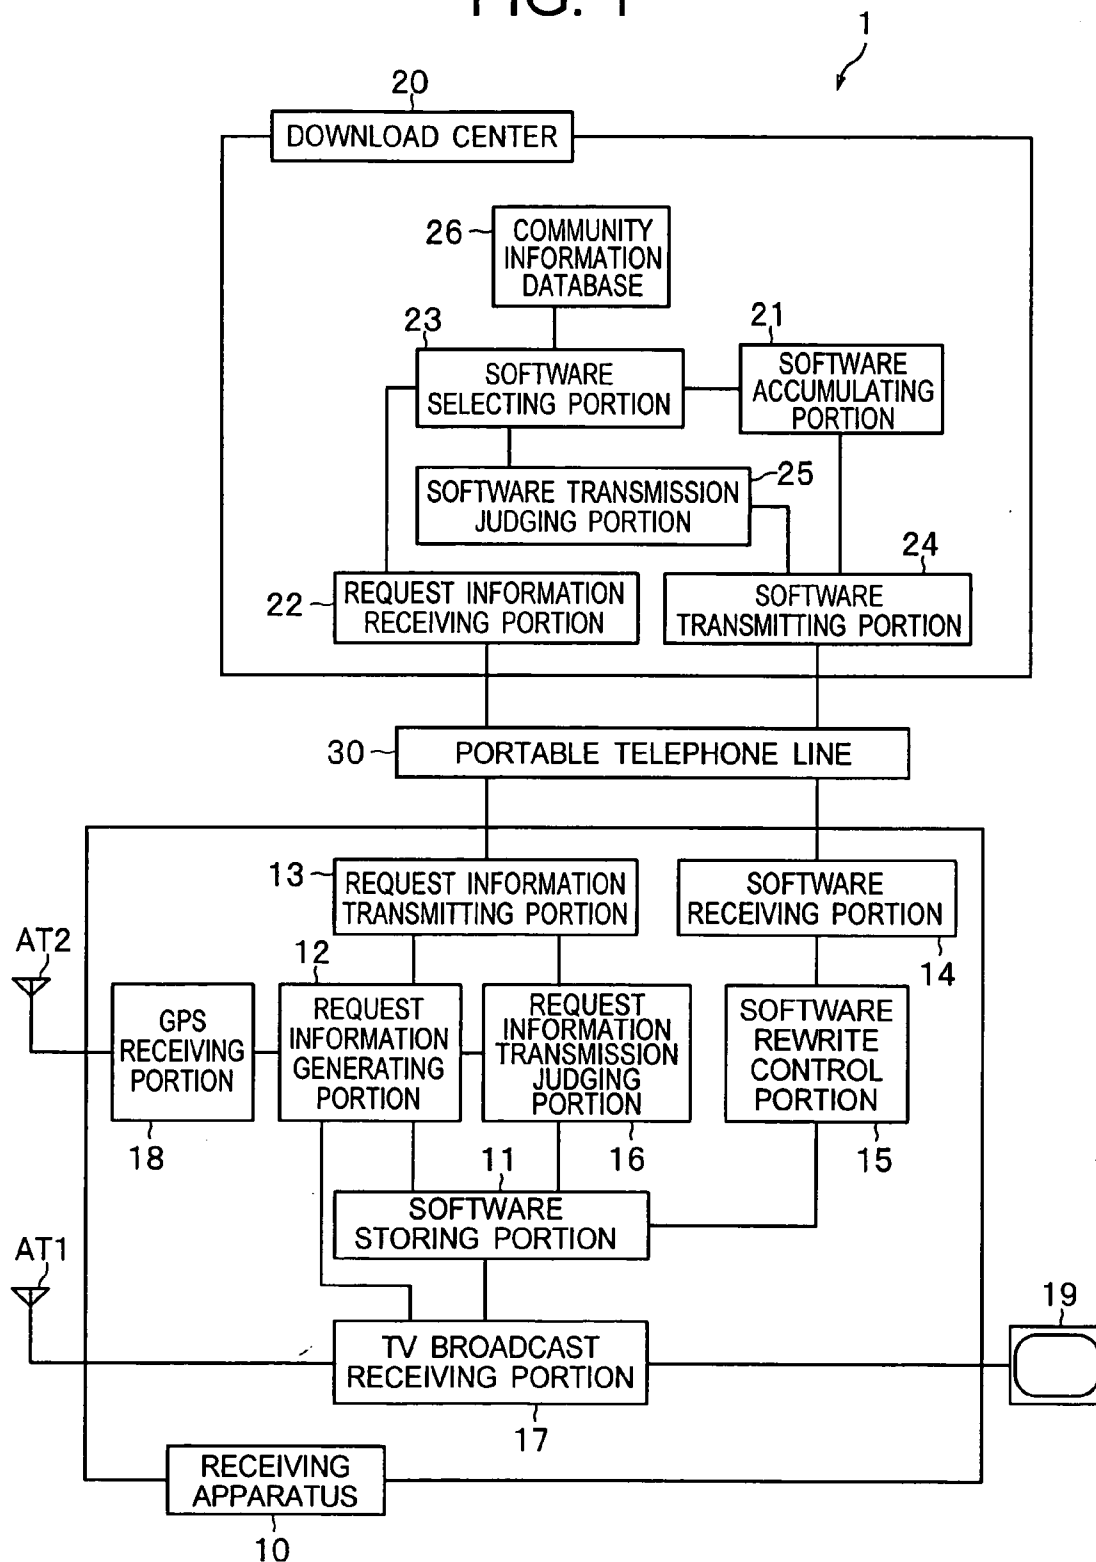 FIG. 1
1
20
DOWNLOAD CENTER
26
COMMUNITY
INFORMATION
DATABASE
23
SOFTWARE
SELECTING PORTION
21
SOFTWARE
ACCUMULATING
PORTION
25
SOFTWARE TRANSMISSION
JUDGING PORTION
24
22
REQUEST INFORMATION
RECEIVING PORTION
SOFTWARE
TRANSMITTING PORTION
30
PORTABLE TELEPHONE LINE
13
REQUEST INFORMATION
TRANSMITTING PORTION
SOFTWARE
RECEIVING PORTION
14
AT2
12
GPS
RECEIVING
PORTION
18
REQUEST
INFORMATION
GENERATING
PORTION
REQUEST
INFORMATION
TRANSMISSION
JUDGING
PORTION
16
SOFTWARE
REWRITE
CONTROL
PORTION
15
11
SOFTWARE
STORING PORTION
AT1
TV BROADCAST
RECEIVING PORTION
17
19
RECEIVING
APPARATUS
10